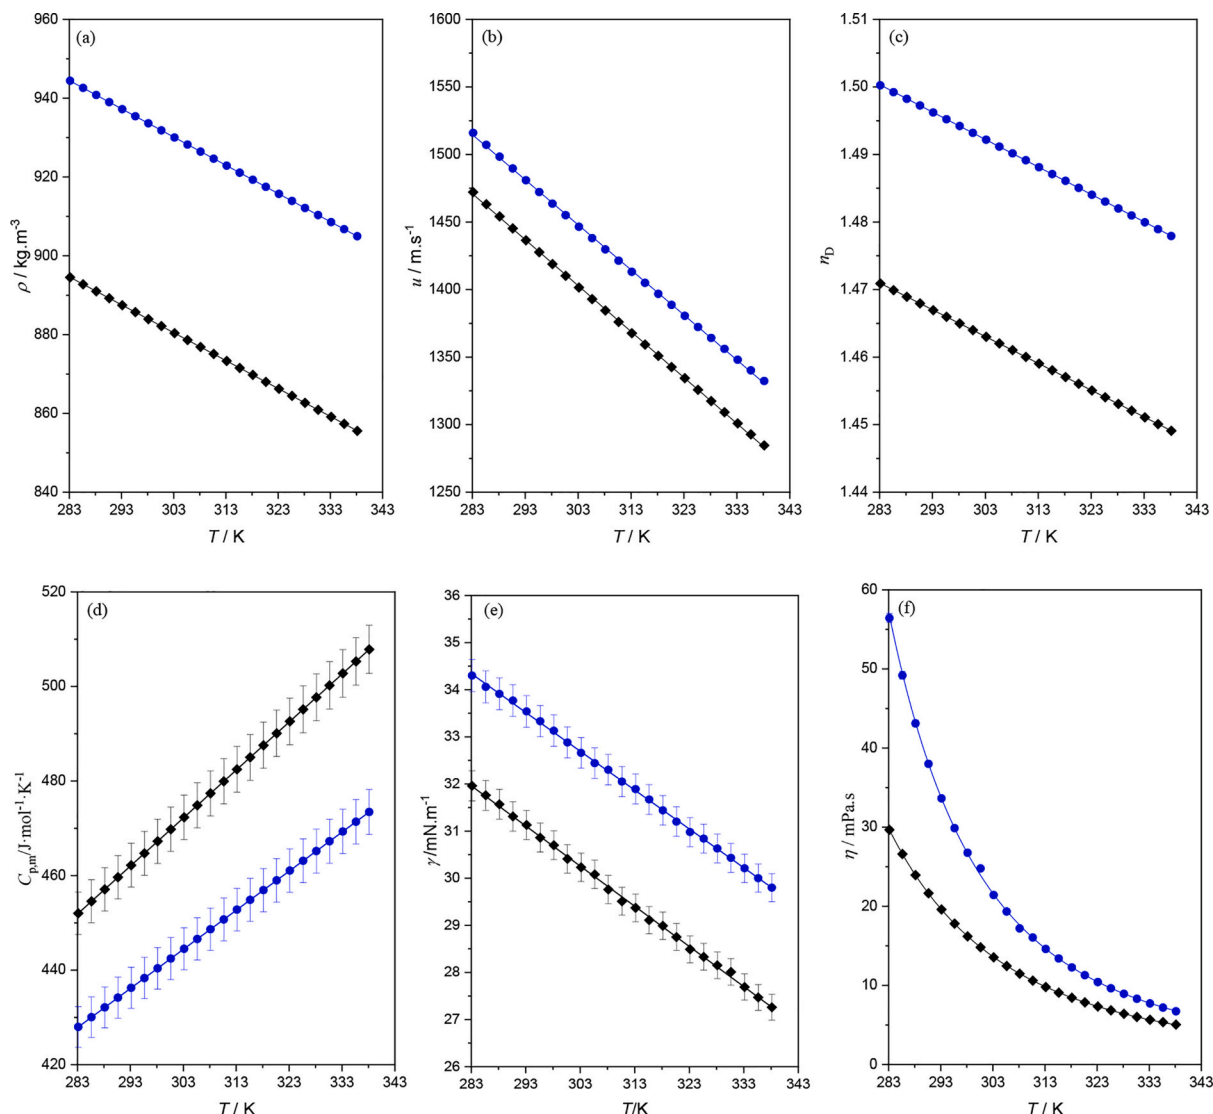 (a)
960
940
920
900
880
860
840
ρ / kg.m-3
283 293 303 313 323 333 343
T / K
(b)
1600
1550
1500
1450
1400
1350
1300
1250
u / m.s-1
283 293 303 313 323 333 343
T / K
(c)
1.51
1.50
1.49
1.48
1.47
1.46
1.45
1.44
nD
283 293 303 313 323 333 343
T / K
(d)
520
500
480
460
440
420
Cp,m/J·mol-1·K-1
283 293 303 313 323 333 343
T / K
(e)
36
35
34
33
32
31
30
29
28
27
26
γ/mN.m-1
283 293 303 313 323 333 343
T/K
(f)
60
50
40
30
20
10
0
η / mPa.s
283 293 303 313 323 333 343
T / K